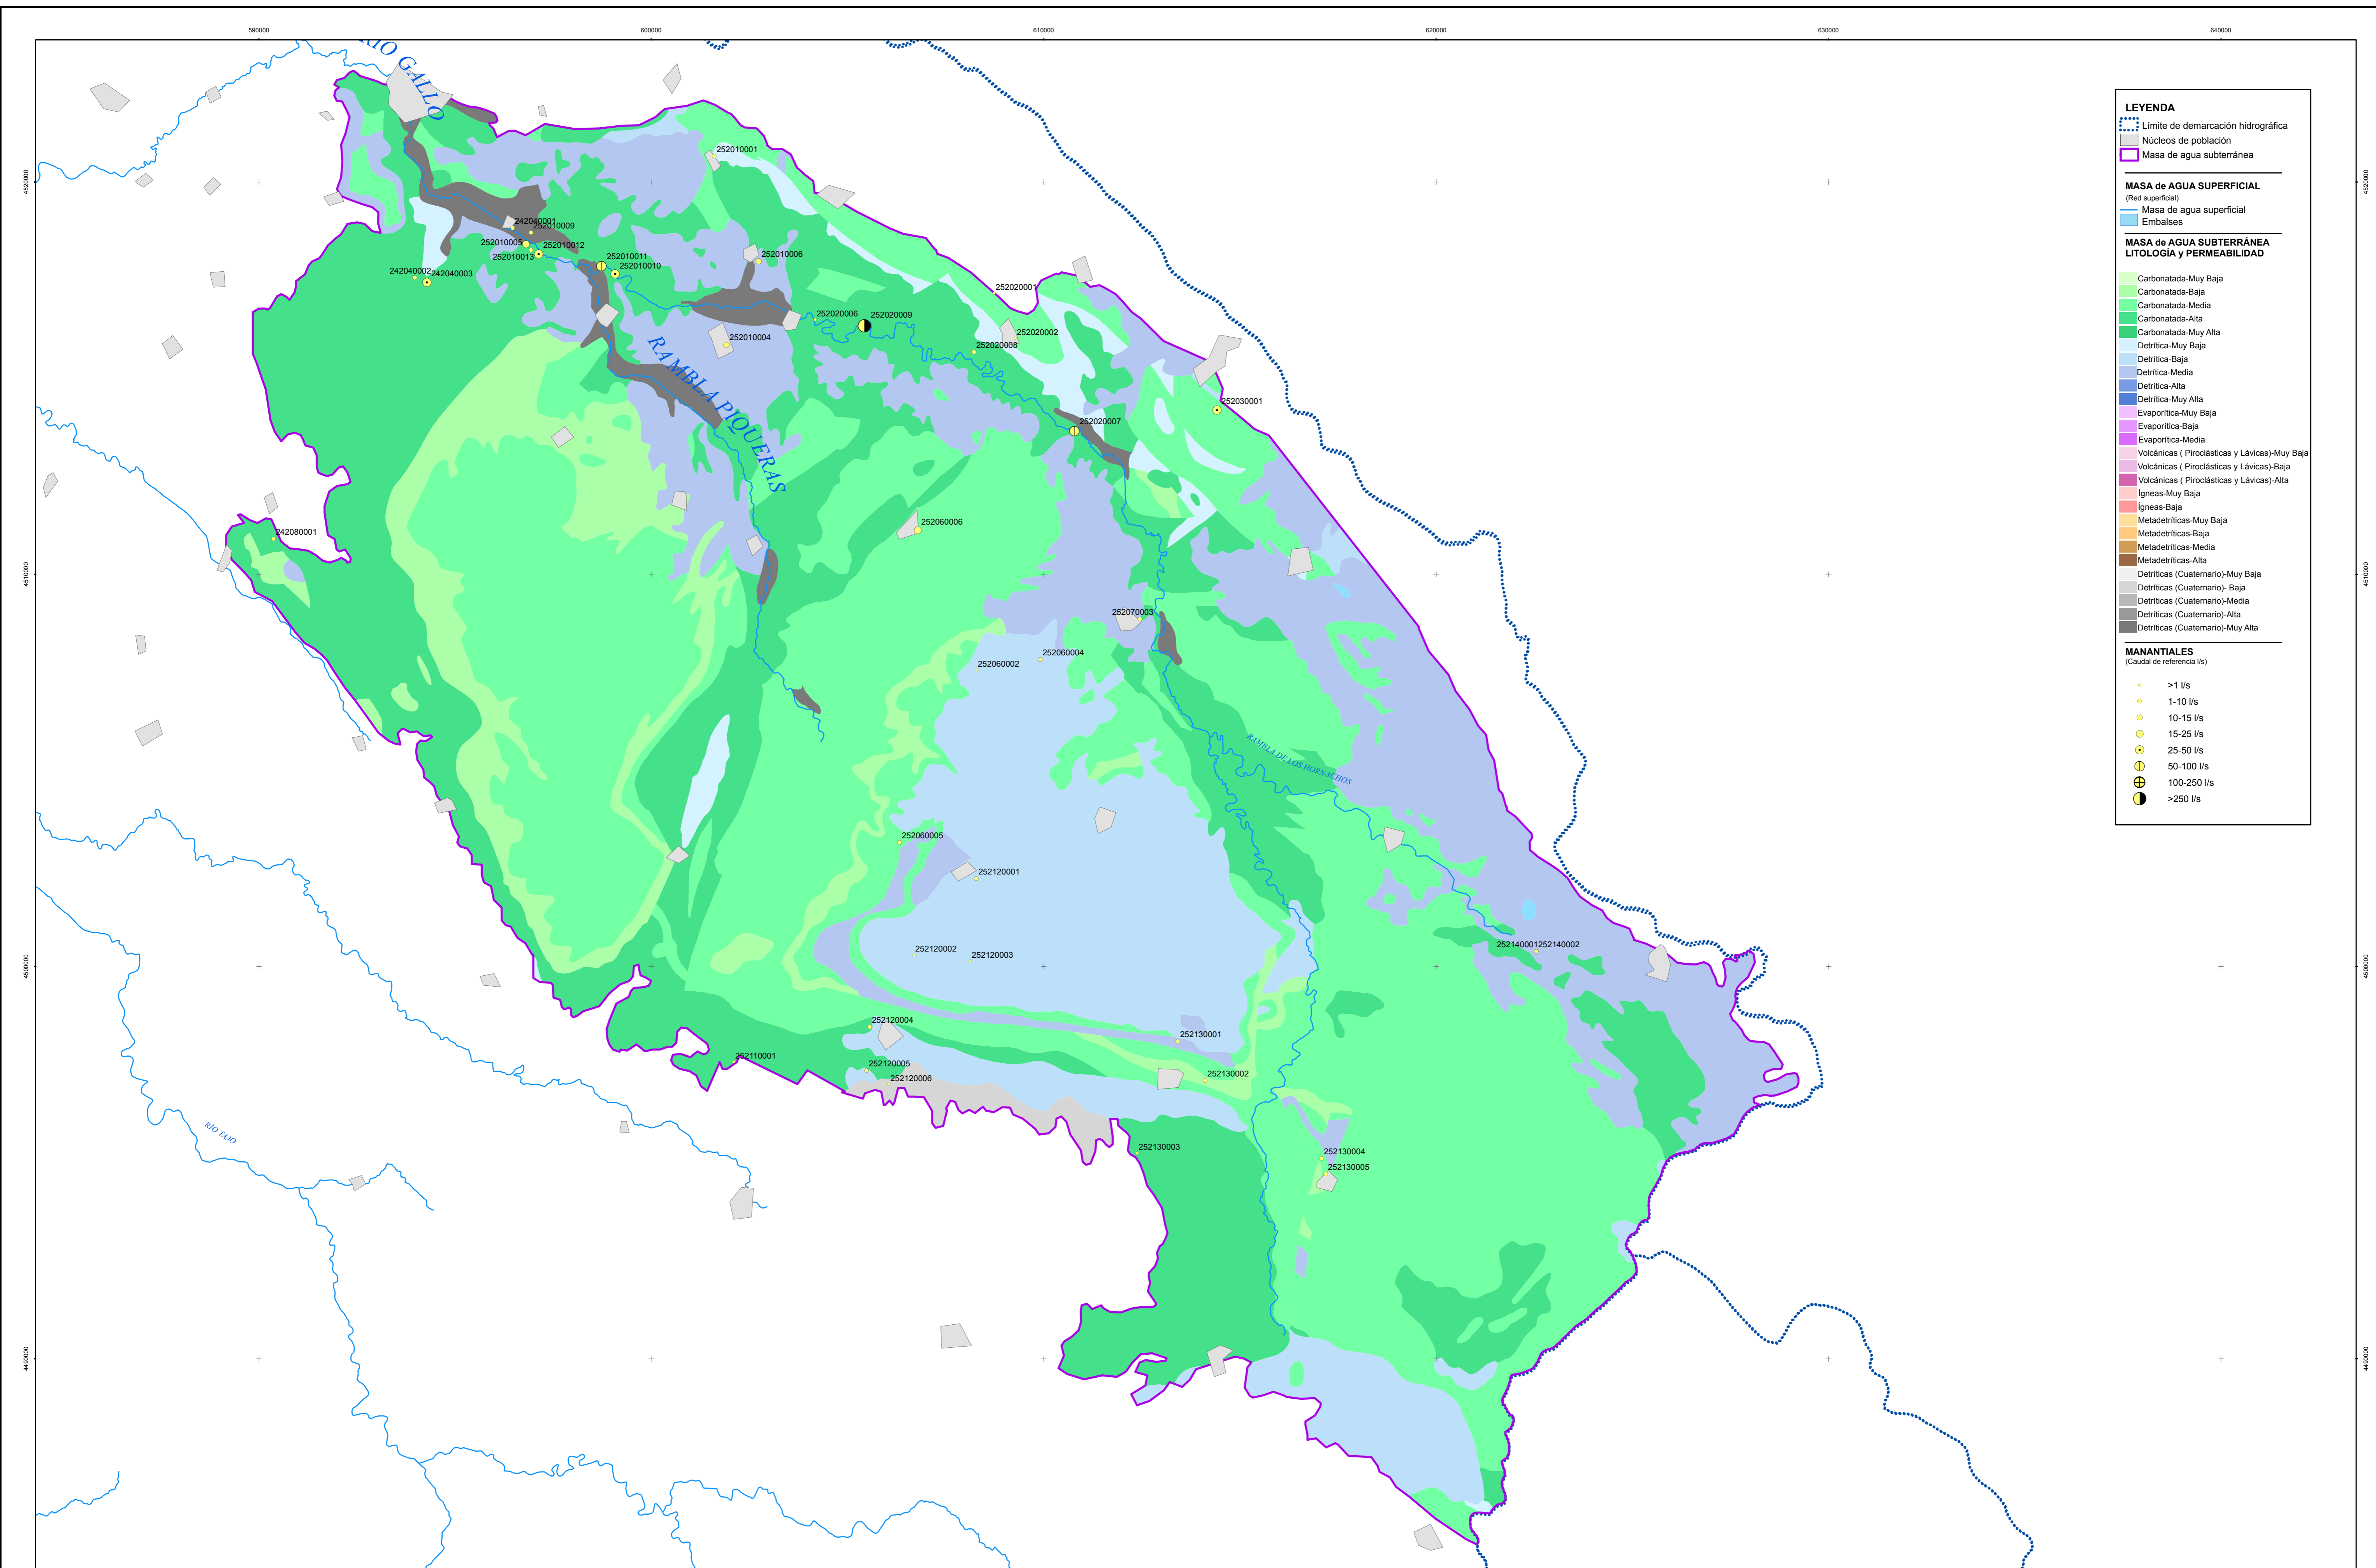 590000
600000
610000
620000
630000
640000
4520000
4510000
4500000
4490000
4520000
4510000
4500000
4490000
RÍO GALLO
RAMBLA PIQUERAS
RAMBLA DE LOS HORNACHOS
RÍO TAJO
252010001
242040001
252010009
252010005
252010012
252010013
242040002
242040003
252010011
252010010
252010006
252020001
252020006
252020009
252020002
252010004
252020008
252030001
252020007
252060006
242080001
252070003
252060004
252060002
252060005
252120001
252120002
252120003
252140001
252140002
252120004
252130001
252110001
252120005
252120006
252130002
252130003
252130004
252130005
LEYENDA
Límite de demarcación hidrográfica
Núcleos de población
Masa de agua subterránea
MASA de AGUA SUPERFICIAL
(Red superficial)
Masa de agua superficial
Embalses
MASA de AGUA SUBTERRÁNEA
LITOLOGÍA y PERMEABILIDAD
Carbonatada-Muy Baja
Carbonatada-Baja
Carbonatada-Media
Carbonatada-Alta
Carbonatada-Muy Alta
Detrítica-Muy Baja
Detrítica-Baja
Detrítica-Media
Detrítica-Alta
Detrítica-Muy Alta
Evaporítica-Muy Baja
Evaporítica-Baja
Evaporítica-Media
Volcánicas ( Piroclásticas y Lávicas)-Muy Baja
Volcánicas ( Piroclásticas y Lávicas)-Baja
Volcánicas ( Piroclásticas y Lávicas)-Alta
Ígneas-Muy Baja
Ígneas-Baja
Metadetríticas-Muy Baja
Metadetríticas-Baja
Metadetríticas-Media
Metadetríticas-Alta
Detríticas (Cuaternario)-Muy Baja
Detríticas (Cuaternario)- Baja
Detríticas (Cuaternario)-Media
Detríticas (Cuaternario)-Alta
Detríticas (Cuaternario)-Muy Alta
MANANTIALES
(Caudal de referencia l/s)
>1 l/s
1-10 l/s
10-15 l/s
15-25 l/s
25-50 l/s
50-100 l/s
100-250 l/s
>250 l/s